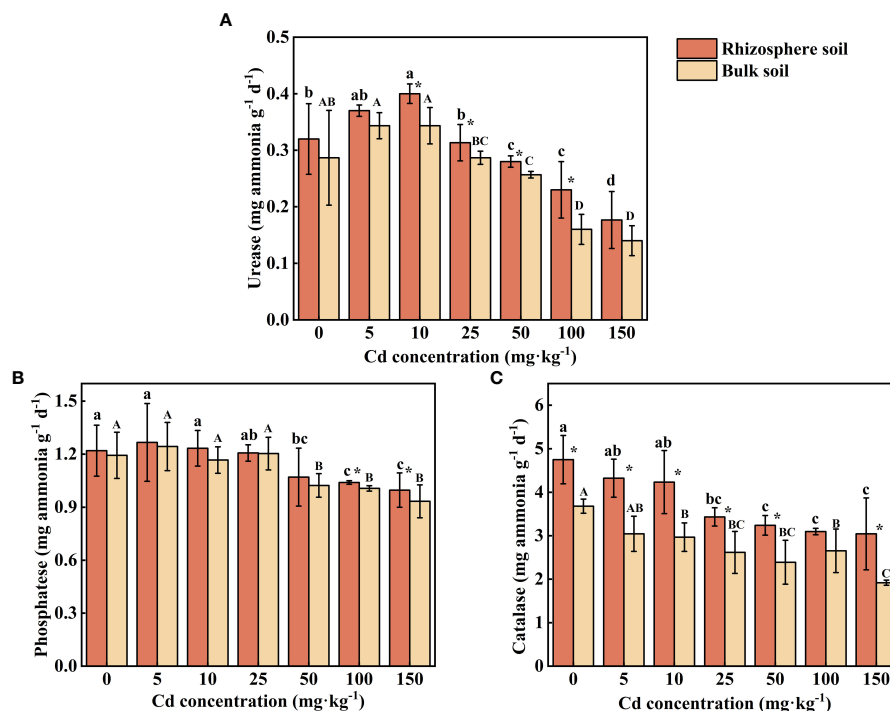 A
Rhizosphere soil
Bulk soil
Urease (mg ammonia g⁻¹ d⁻¹)
0.5
0.4
0.3
0.2
0.1
0.0
b AB ab A a * A b * BC c * C c * D d D
0 5 10 25 50 100 150
Cd concentration (mg·kg⁻¹)
B
Phosphatese (mg ammonia g⁻¹ d⁻¹)
1.5
1.2
0.9
0.6
0.3
0.0
a A a A a A ab A bc B c * B c * B
0 5 10 25 50 100 150
Cd concentration (mg·kg⁻¹)
C
Catalase (mg ammonia g⁻¹ d⁻¹)
6
5
4
3
2
1
0
a * A ab * AB ab * B bc * BC c * BC c B c * C
0 5 10 25 50 100 150
Cd concentration (mg·kg⁻¹)